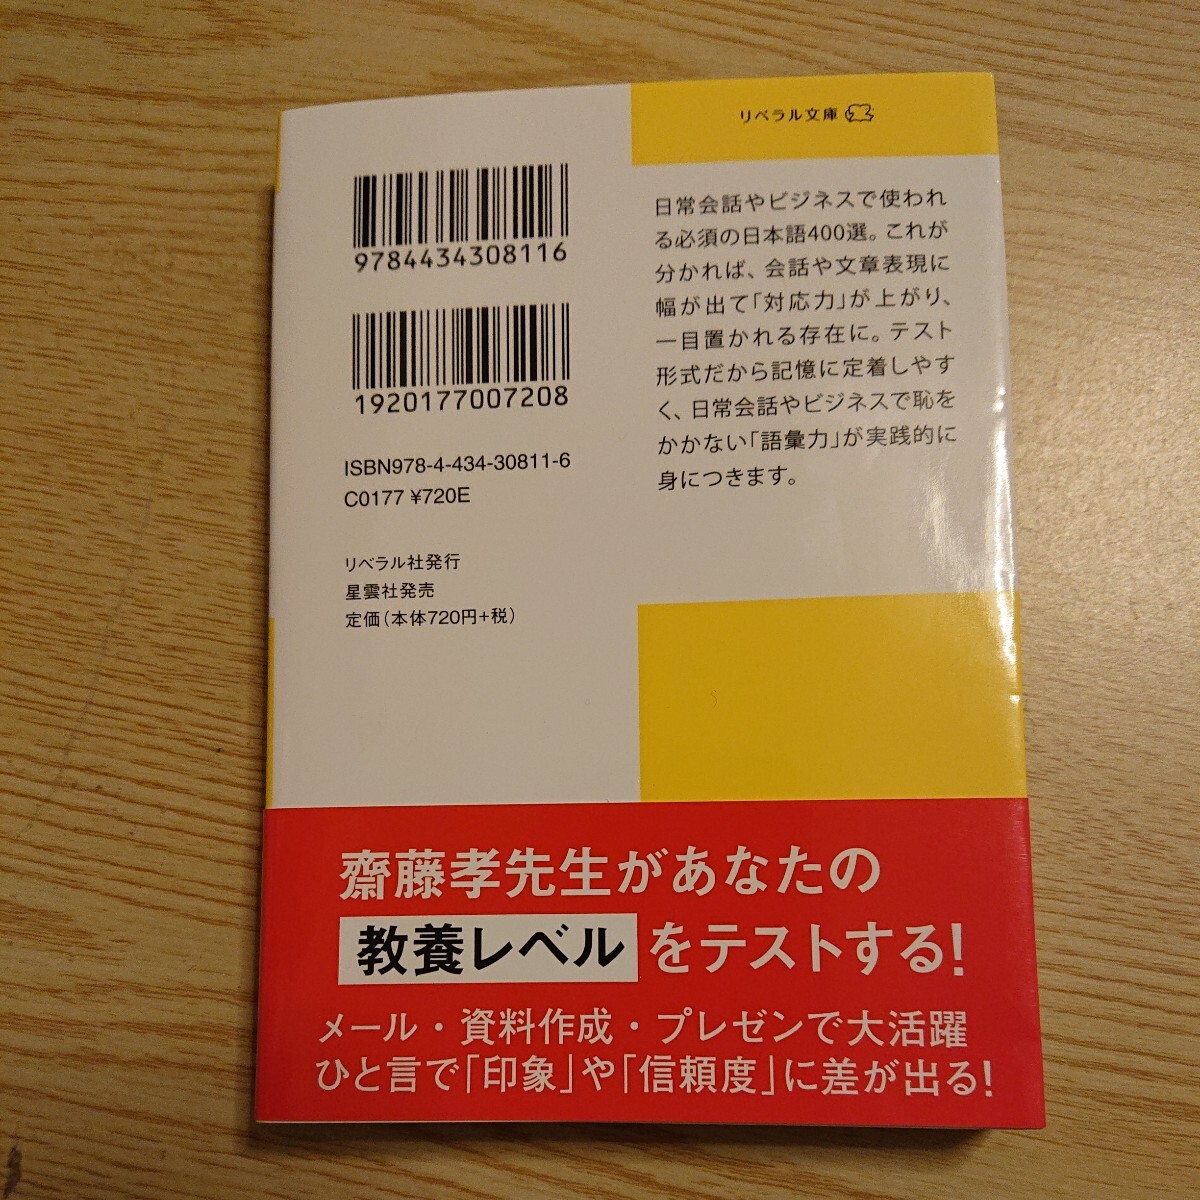 リベラル文庫
9784434308116
1920177007208
ISBN978-4-434-30811-6
C0177 ¥720E
リベラル社発行
星雲社発売
定価(本体720円+税)
日常会話やビジネスで使われ
る必須の日本語400選。これが
分かれば、会話や文章表現に
幅が出て「対応力」が上がり、
一目置かれる存在に。テスト
形式だから記憶に定着しやす
く、日常会話やビジネスで恥を
かかない「語彙力」が実践的に
身につきます。
齋藤孝先生があなたの
教養レベルをテストする!
メール・資料作成・プレゼンで大活躍
ひと言で「印象」や「信頼度」に差が出る!